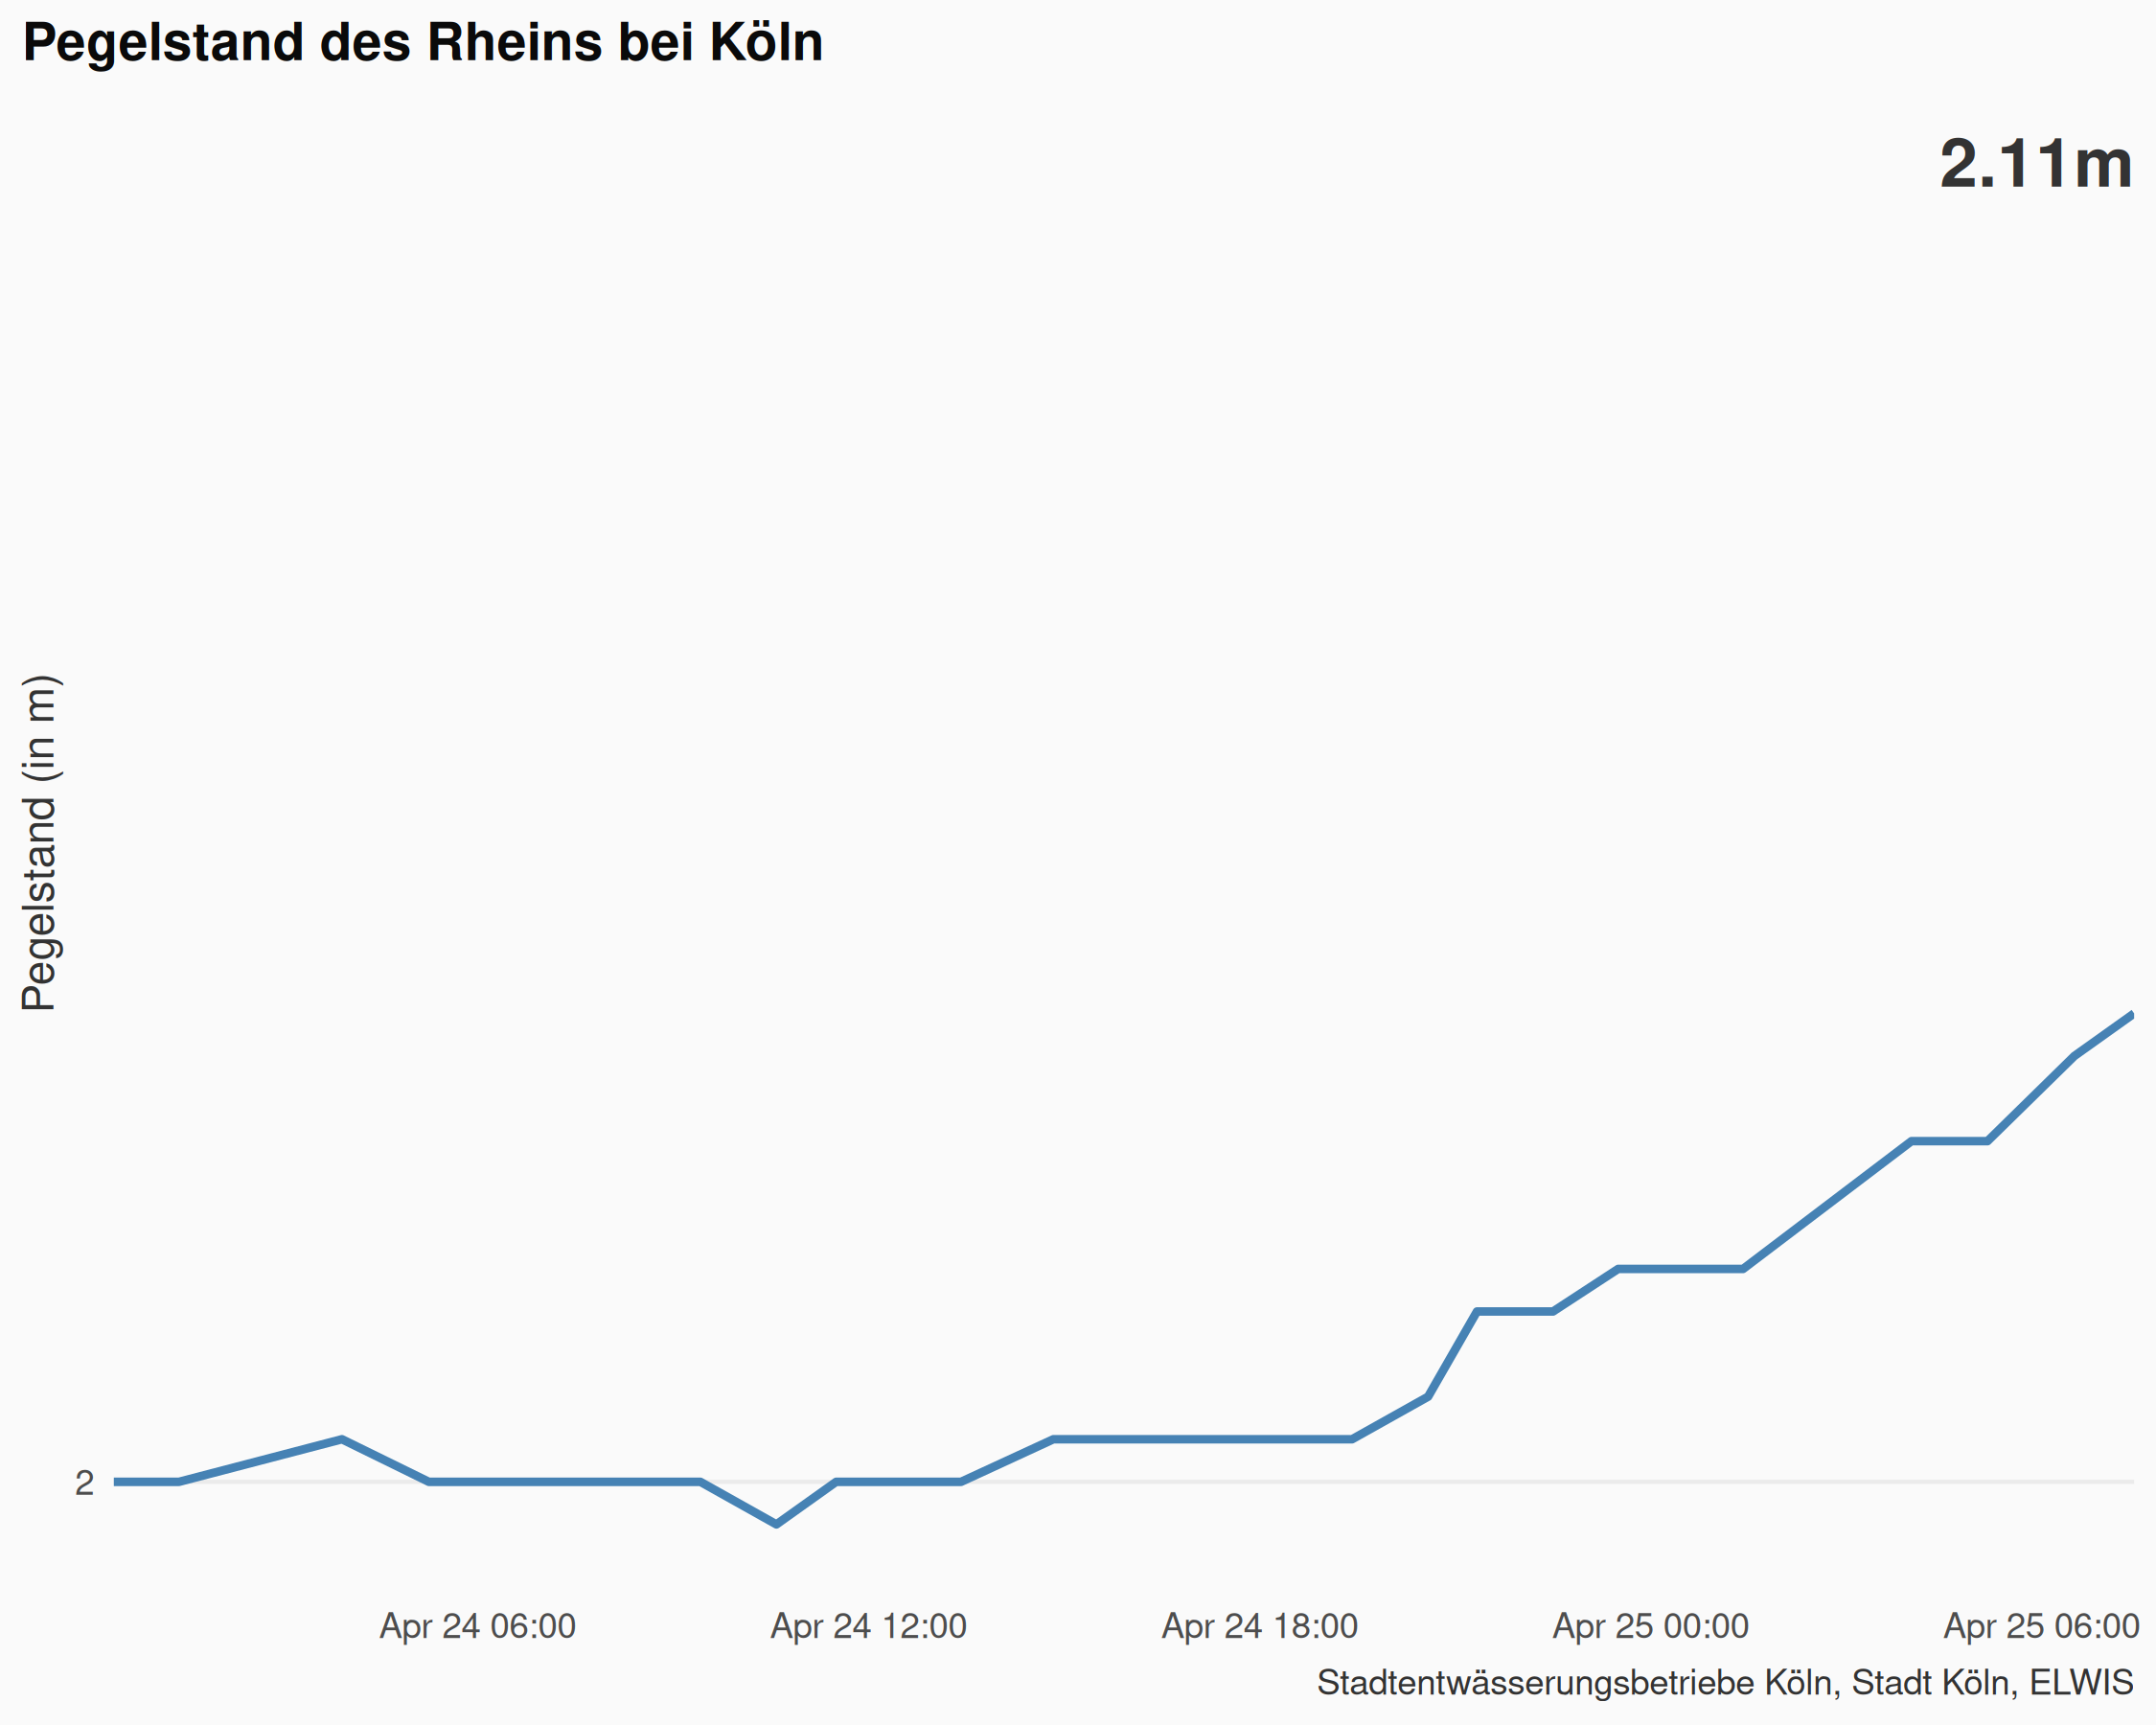 Pegelstand des Rheins bei Köln
2.11m
Pegelstand (in m)
2
Apr 24 06:00
Apr 24 12:00
Apr 24 18:00
Apr 25 00:00
Apr 25 06:00
Stadtentwässerungsbetriebe Köln, Stadt Köln, ELWIS